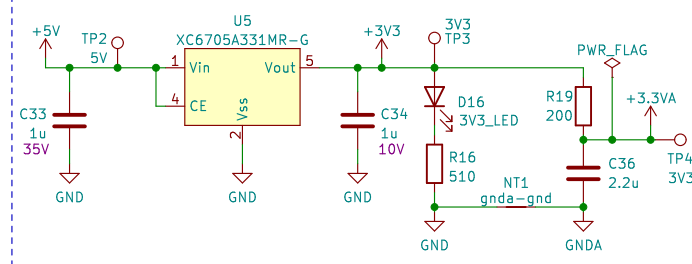 +5V
TP2
5V
U5
XC6705A331MR-G
1
Vin
Vout
5
4
CE
Vss
2
C33
1u
35V
GND
GND
+3V3
3V3
TP3
C34
1u
10V
GND
D16
3V3_LED
R16
510
GND
NT1
gnda-gnd
PWR_FLAG
R19
200
+3.3VA
TP4
3V3
C36
2.2u
GNDA